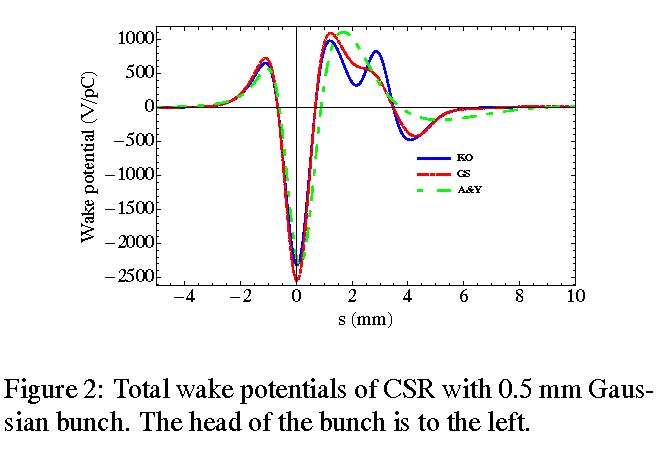 1000
500
0
−500
−1000
−1500
−2000
−2500
Wake potential (V/pC)
KO
GS
A&Y
−4 −2 0 2 4 6 8 10
s (mm)
Figure 2: Total wake potentials of CSR with 0.5 mm Gaus-
sian bunch. The head of the bunch is to the left.